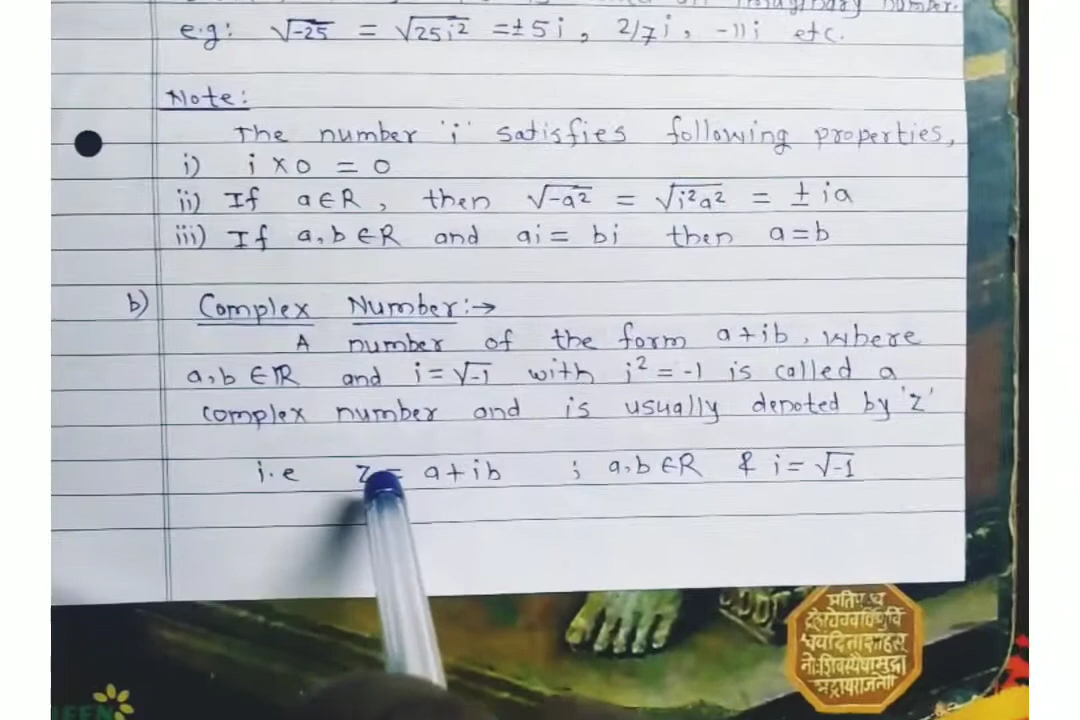 imaginary number.
e.g: √-25 = √25i² = ±5i, 2/7i, -11i etc.
Note:
The number 'i' satisfies following properties,
i) i × 0 = 0
ii) If a∈R, then √-a² = √i²a² = ± ia
iii) If a,b∈R and ai = bi then a=b
b) Complex Number:→
A number of the form a+ib, where
a,b∈R and i=√-1 with i²=-1 is called a
complex number and is usually denoted by 'z'
i.e z = a+ib ; a,b∈R & i=√-1